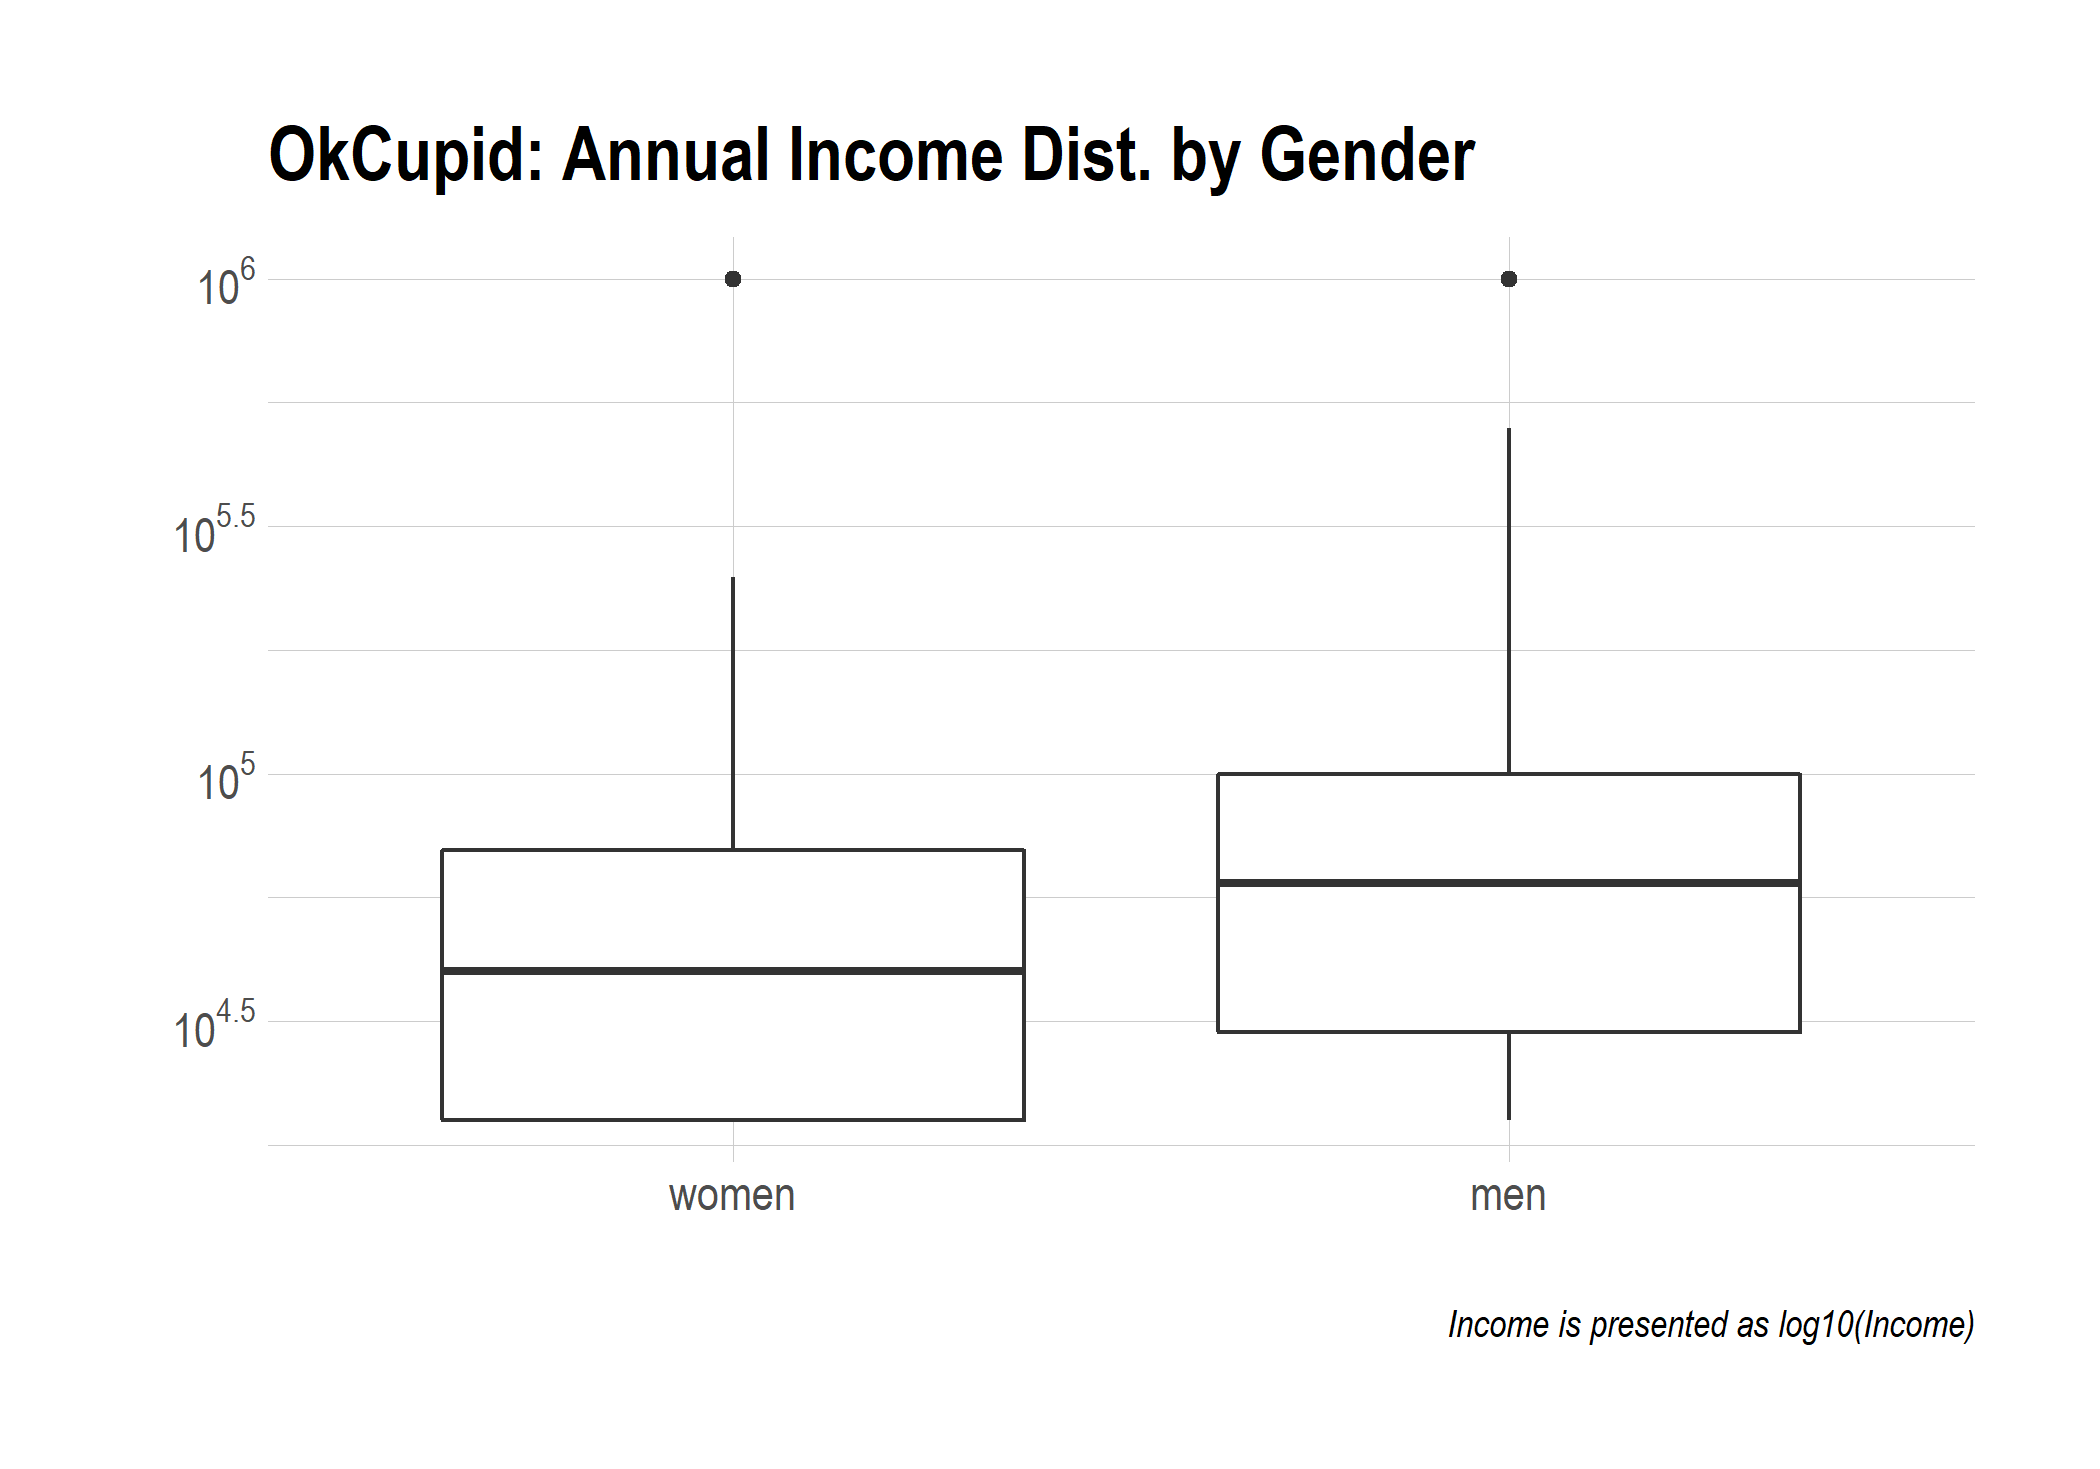 OkCupid: Annual Income Dist. by Gender
10^6
10^5.5
10^5
10^4.5
women men
Income is presented as log10(Income)